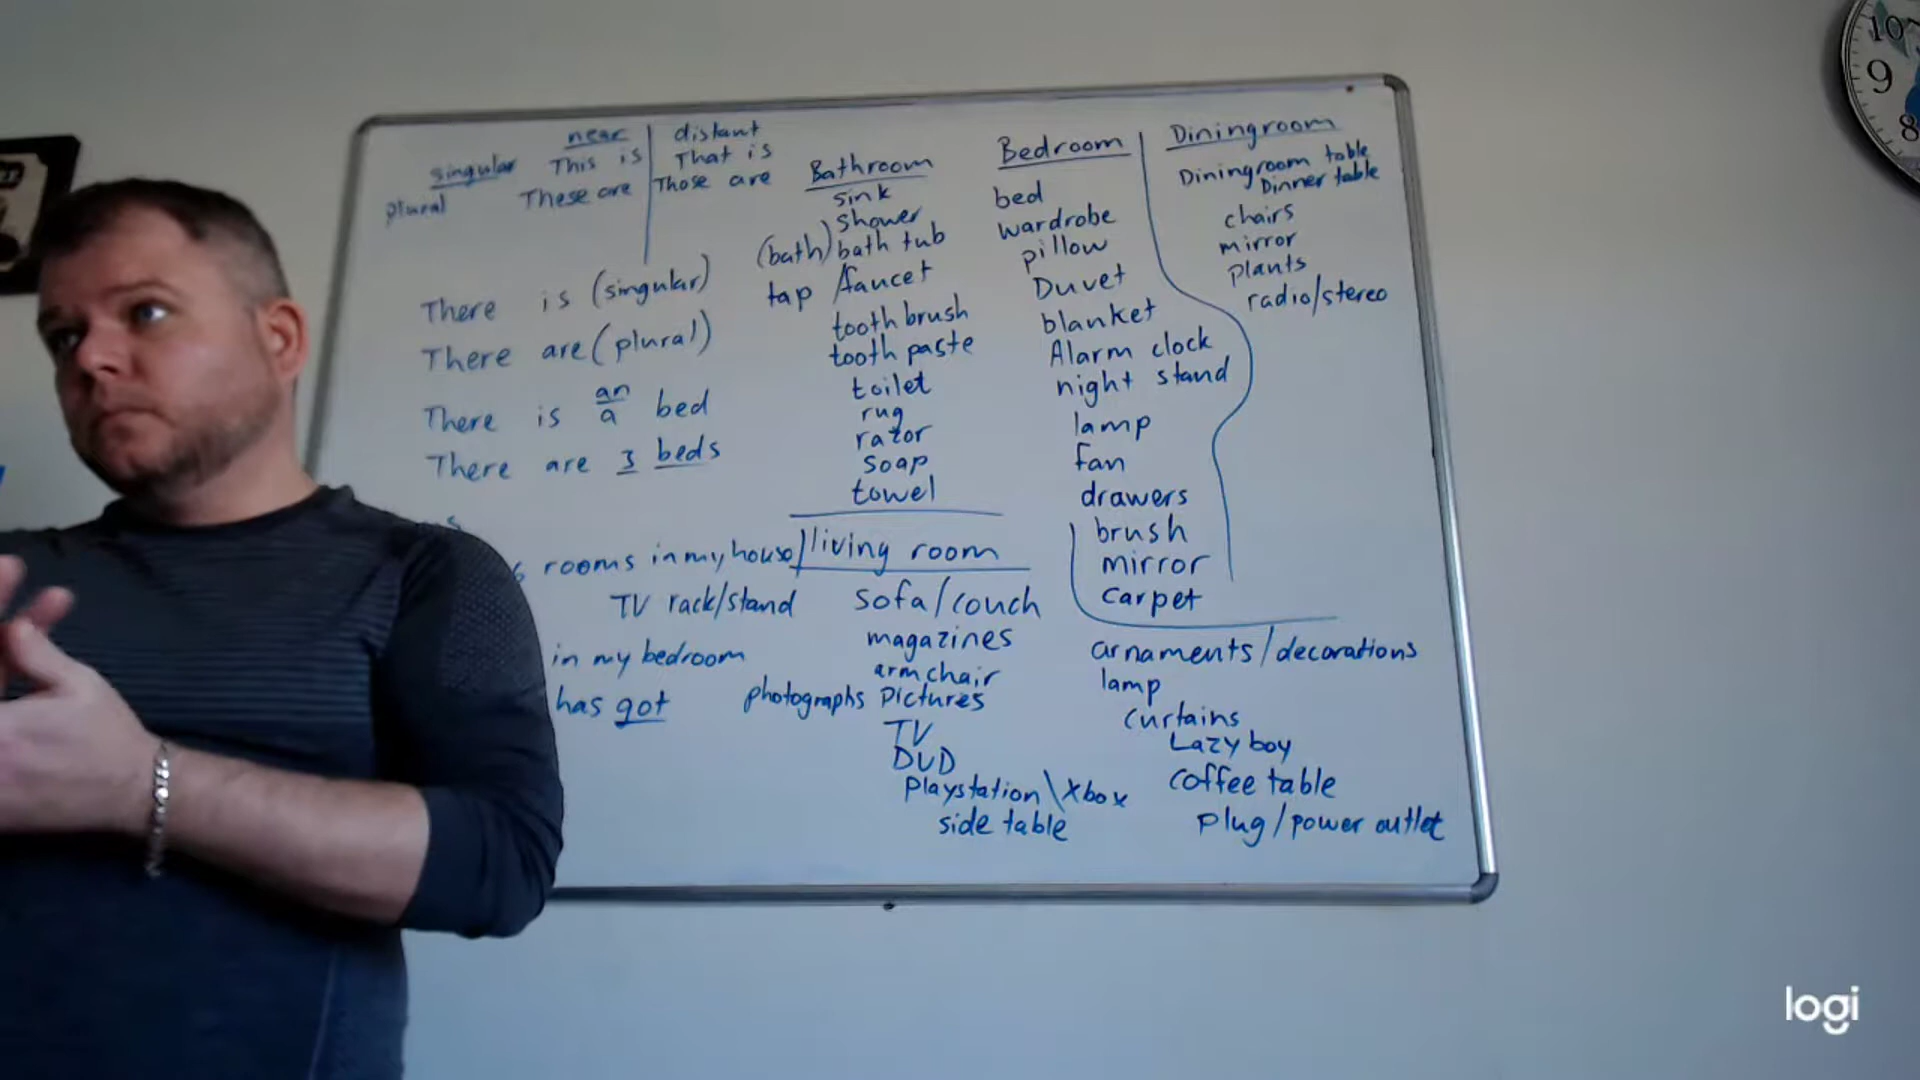 near distant
singular This is That is
plural These are Those are
There is (singular)
There are (plural)
There is an/a bed
There are 3 beds
6 rooms in my house
in my bedroom
has got
Bathroom
sink
shower
(bath) bath tub
tap /faucet
tooth brush
tooth paste
toilet
rug
razor
soap
towel
living room
TV rack/stand
sofa/couch
magazines
armchair
photographs pictures
TV
DVD
Playstation\Xbox
side table
Bedroom
bed
wardrobe
pillow
Duvet
blanket
Alarm clock
night stand
lamp
fan
drawers
brush
mirror
carpet
arnaments/decorations
lamp
curtains
Lazy boy
coffee table
plug/power outlet
Diningroom
Diningroom table
Dinner table
chairs
mirror
plants
radio/stereo
10
9
8
logi